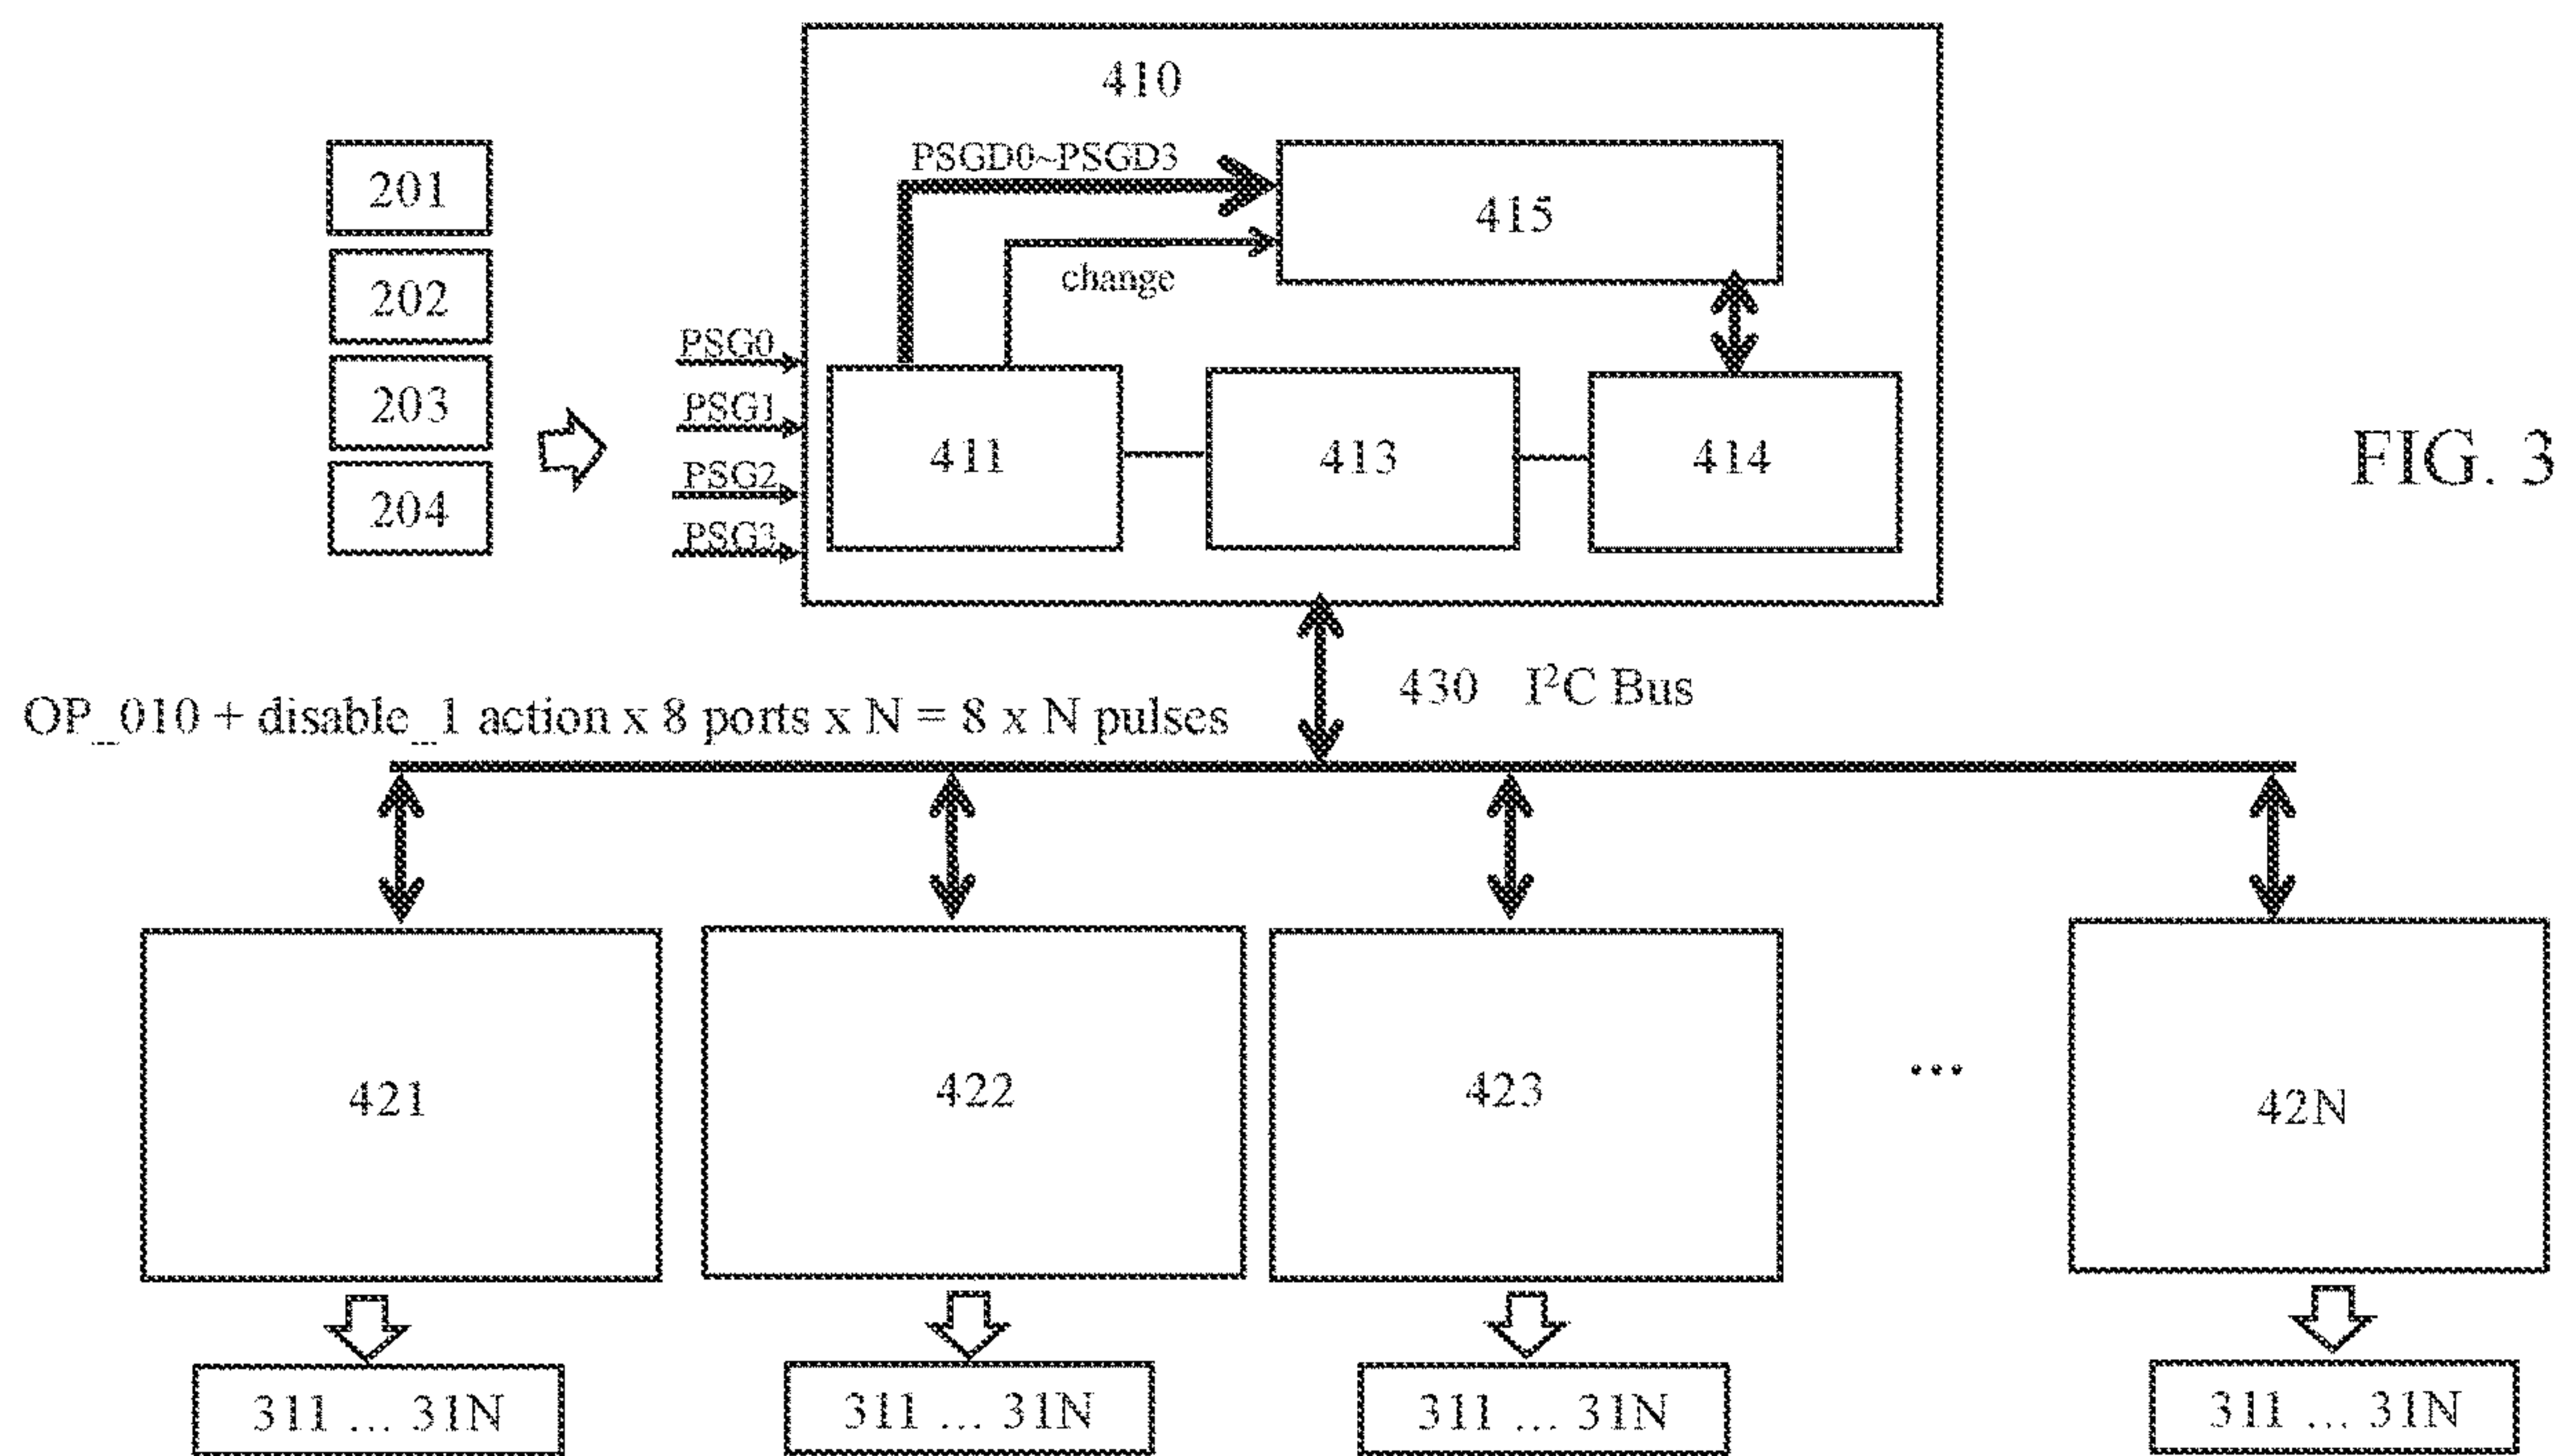 410
PSGD0~PSGD3
201
415
202
change
PSG0
203
PSG1
411
413
414
FIG. 3
PSG2
204
PSG3
430 I²C Bus
OP_010 + disable_1 action x 8 ports x N = 8 x N pulses
421
422
423
...
42N
311 ... 31N
311 ... 31N
311 ... 31N
311 ... 31N